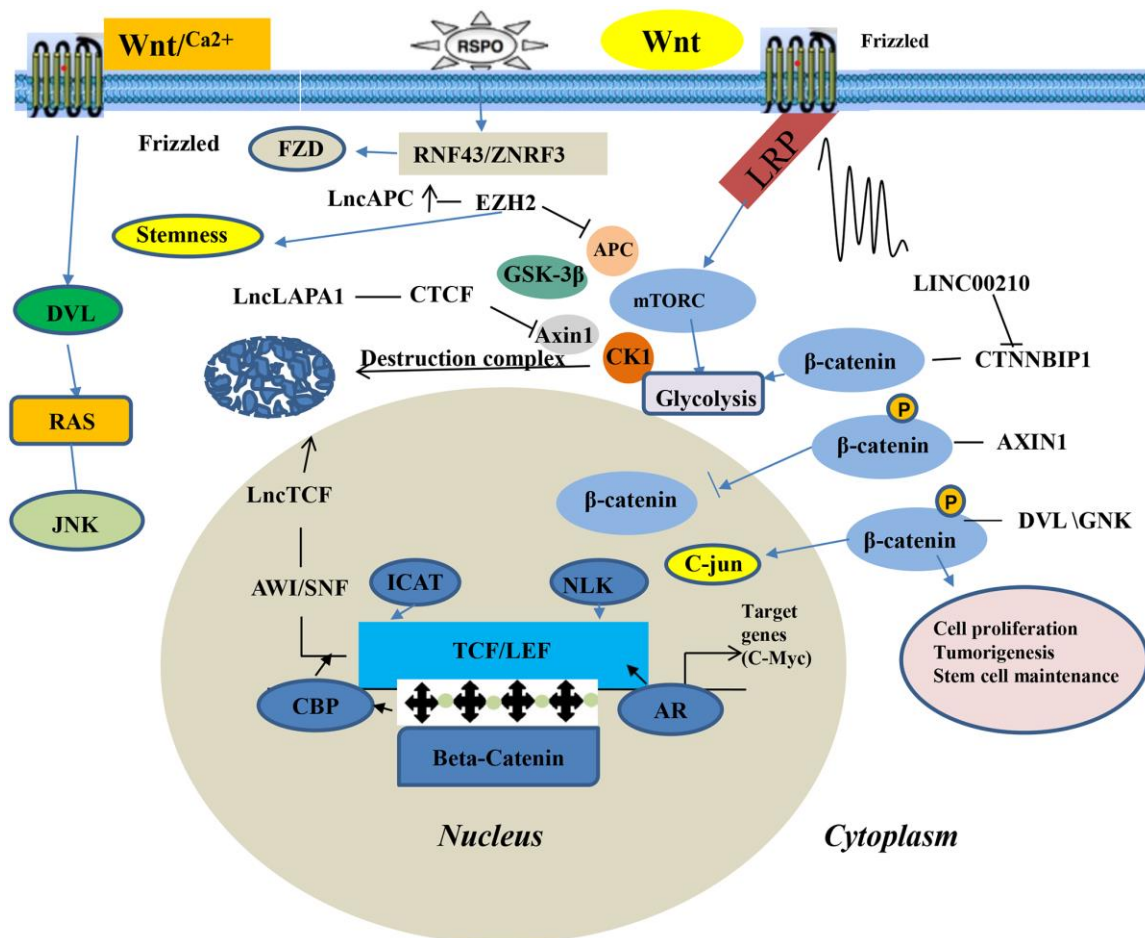 Wnt/Ca2+
RSPO
Wnt
Frizzled
Frizzled
FZD
RNF43/ZNRF3
LRP
LncAPC
EZH2
Stemness
APC
GSK-3β
mTORC
LINC00210
LncLAPA1
CTCF
DVL
Axin1
CK1
Destruction complex
β-catenin
CTNNBIP1
Glycolysis
RAS
P
β-catenin
AXIN1
LncTCF
β-catenin
P
DVL \GNK
β-catenin
JNK
C-jun
AWI/SNF
ICAT
NLK
Target
genes
(C-Myc)
TCF/LEF
Cell proliferation
Tumorigenesis
Stem cell maintenance
CBP
AR
Beta-Catenin
Nucleus
Cytoplasm